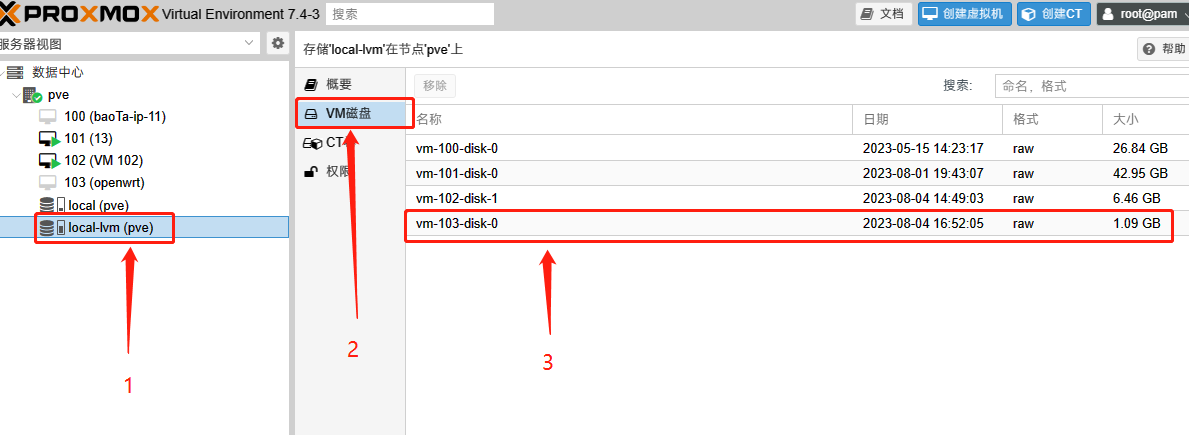 PROXMOX Virtual Environment 7.4-3 搜索 文档 创建虚拟机 创建CT root@pam
服务器视图
存储'local-lvm'在节点'pve'上 帮助
数据中心
pve
100 (baoTa-ip-11)
101 (13)
102 (VM 102)
103 (openwrt)
local (pve)
local-lvm (pve)
1
概要
VM磁盘
CT
权限
2
移除 搜索: 命名，格式
名称 日期 格式 大小
vm-100-disk-0 2023-05-15 14:23:17 raw 26.84 GB
vm-101-disk-0 2023-08-01 19:43:07 raw 42.95 GB
vm-102-disk-1 2023-08-04 14:49:03 raw 6.46 GB
vm-103-disk-0 2023-08-04 16:52:05 raw 1.09 GB
3